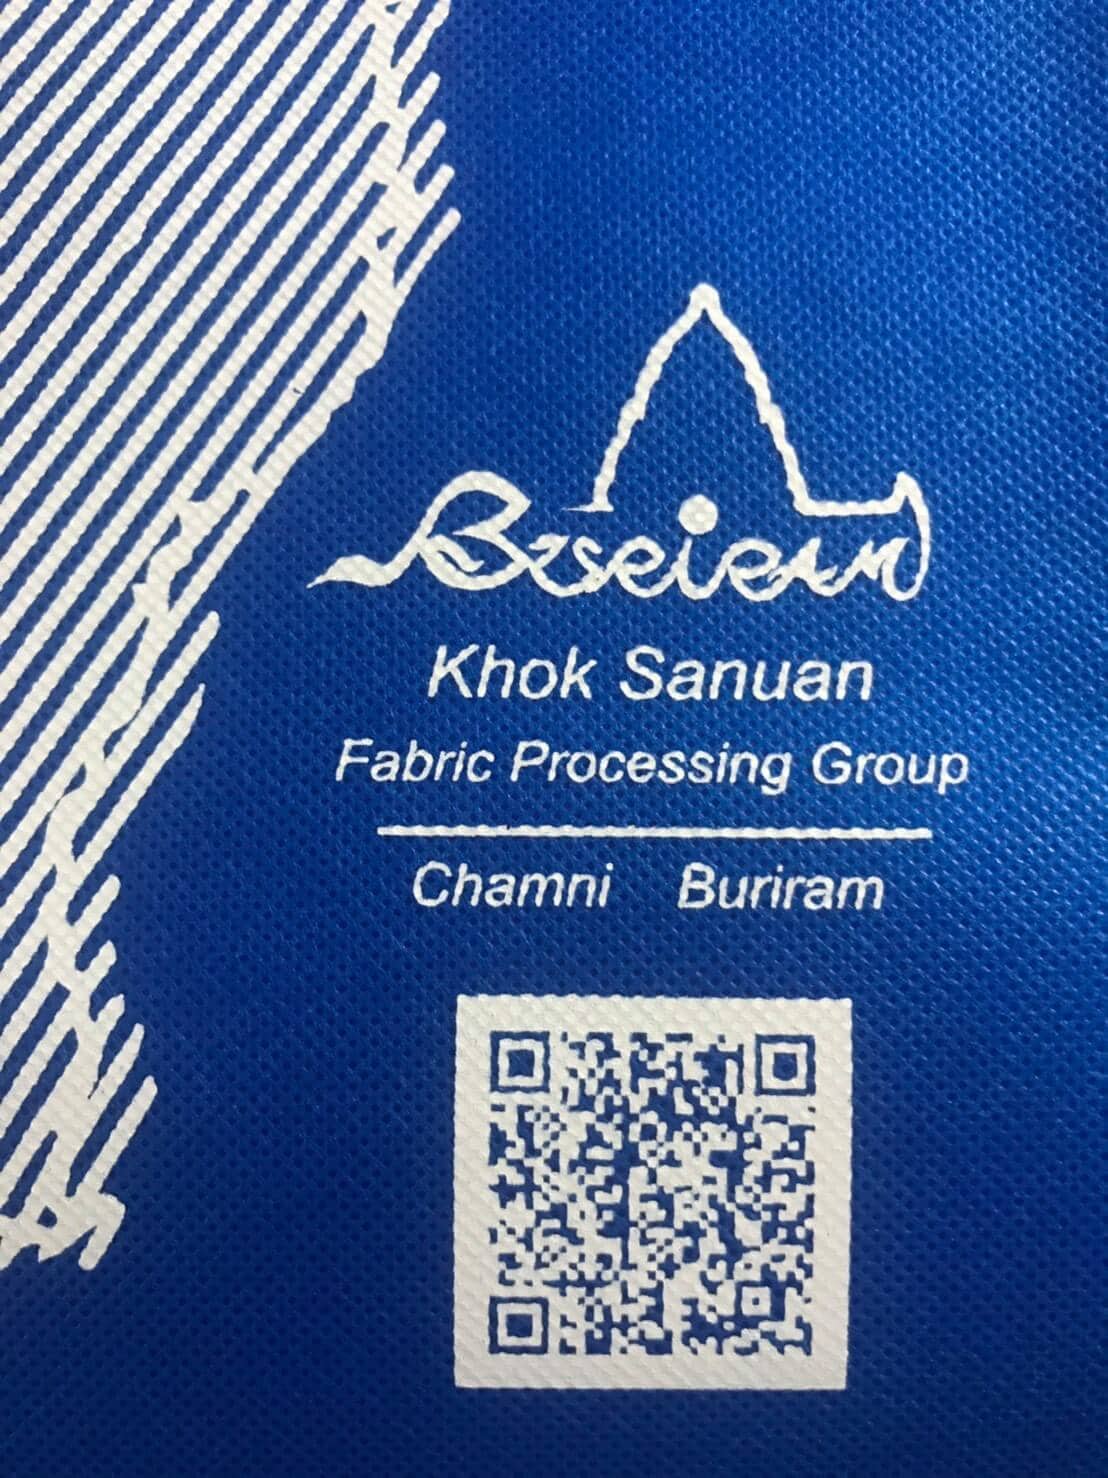 Khok Sanuan
Fabric Processing Group
Chamni Buriram